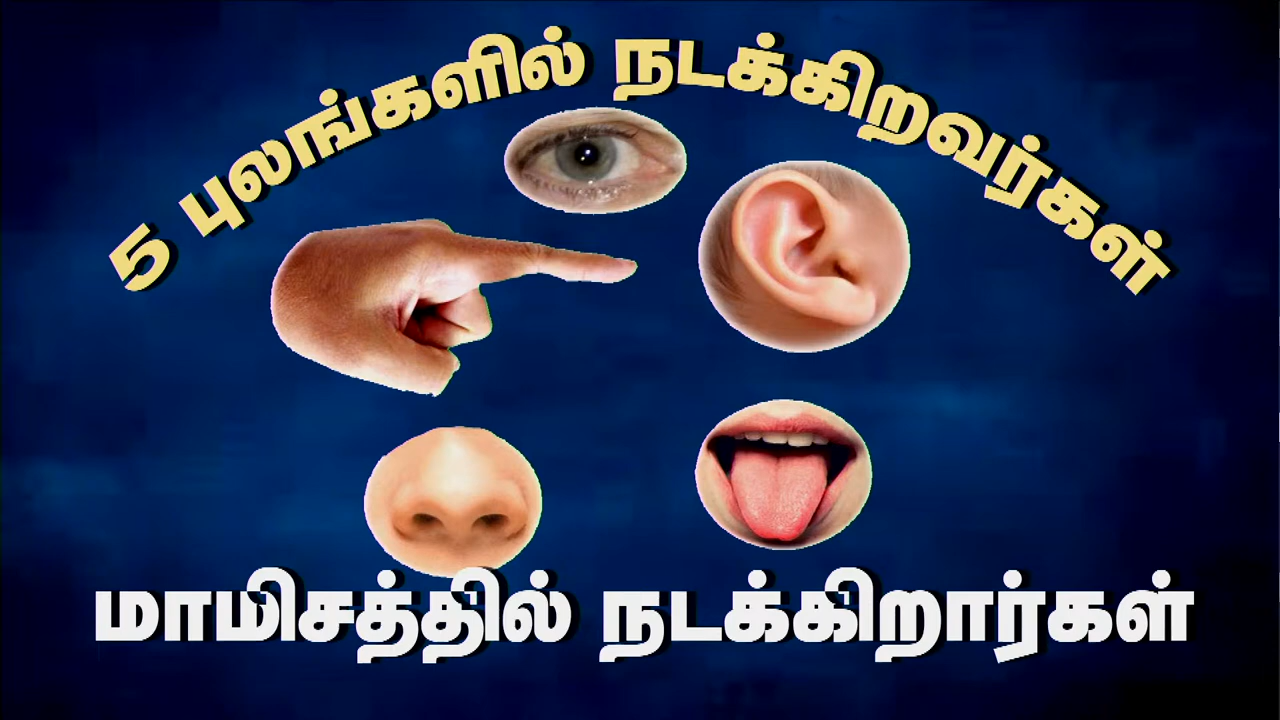 5 புலங்களில் நடக்கிறவர்கள்
மாமிசத்தில் நடக்கிறார்கள்